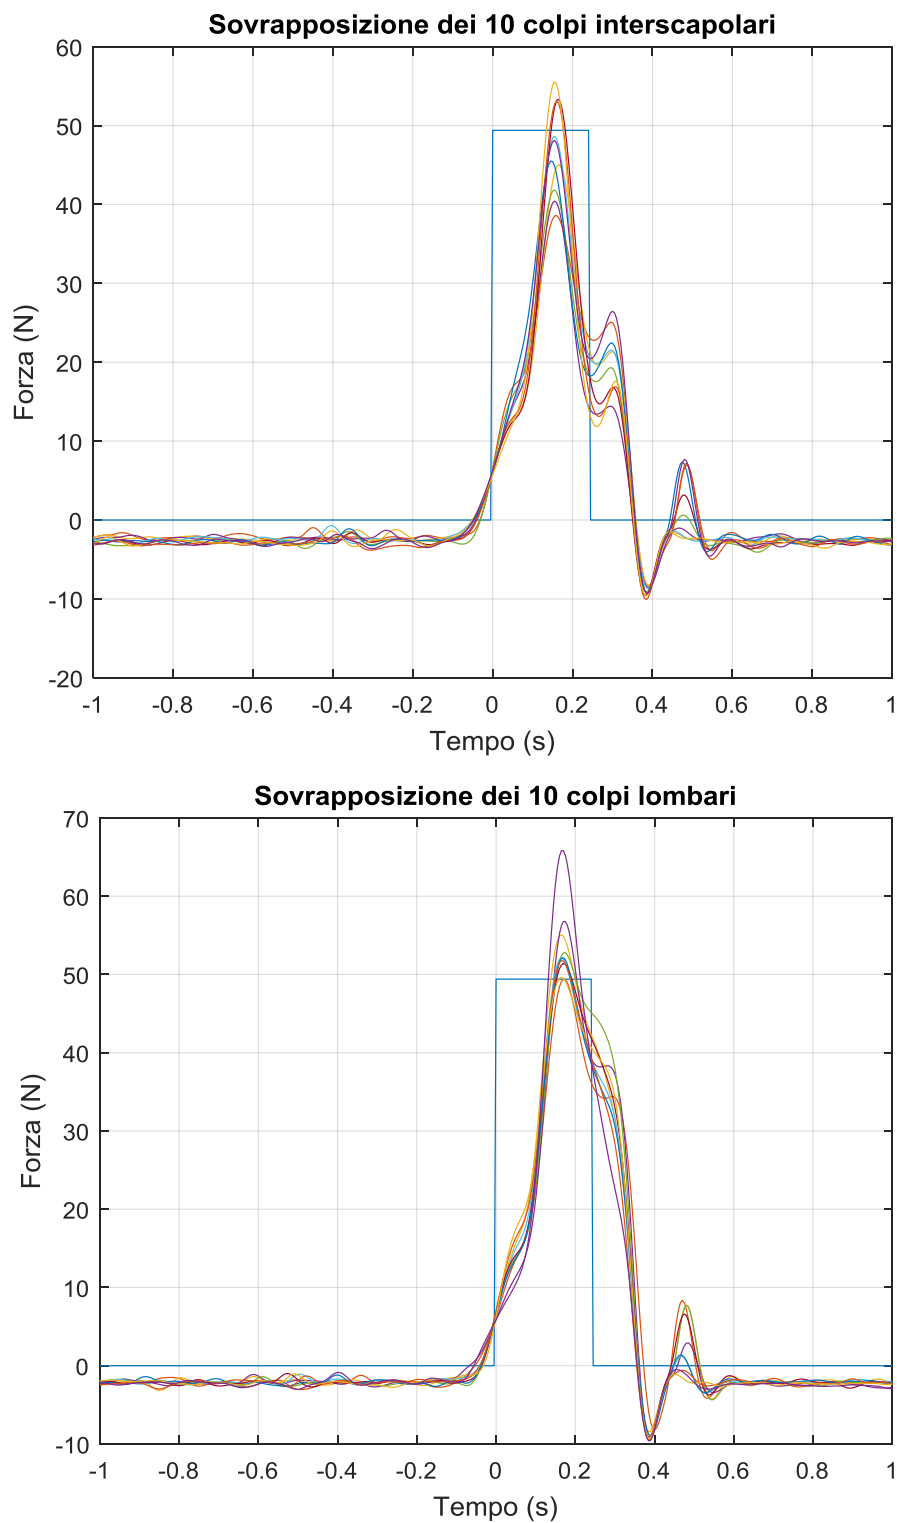 Sovrapposizione dei 10 colpi interscapolari
60
50
40
30
20
10
0
-10
-20
Forza (N)
-1 -0.8 -0.6 -0.4 -0.2 0 0.2 0.4 0.6 0.8 1
Tempo (s)
Sovrapposizione dei 10 colpi lombari
70
60
50
40
30
20
10
0
-10
Forza (N)
-1 -0.8 -0.6 -0.4 -0.2 0 0.2 0.4 0.6 0.8 1
Tempo (s)